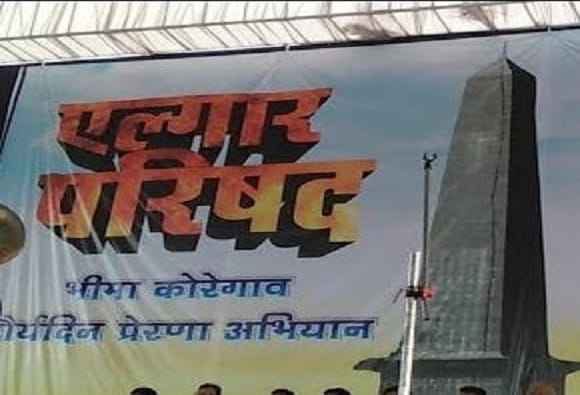 एल्गार
परिषद
भीमा कोरेगाव
प्रेरणा अभियान